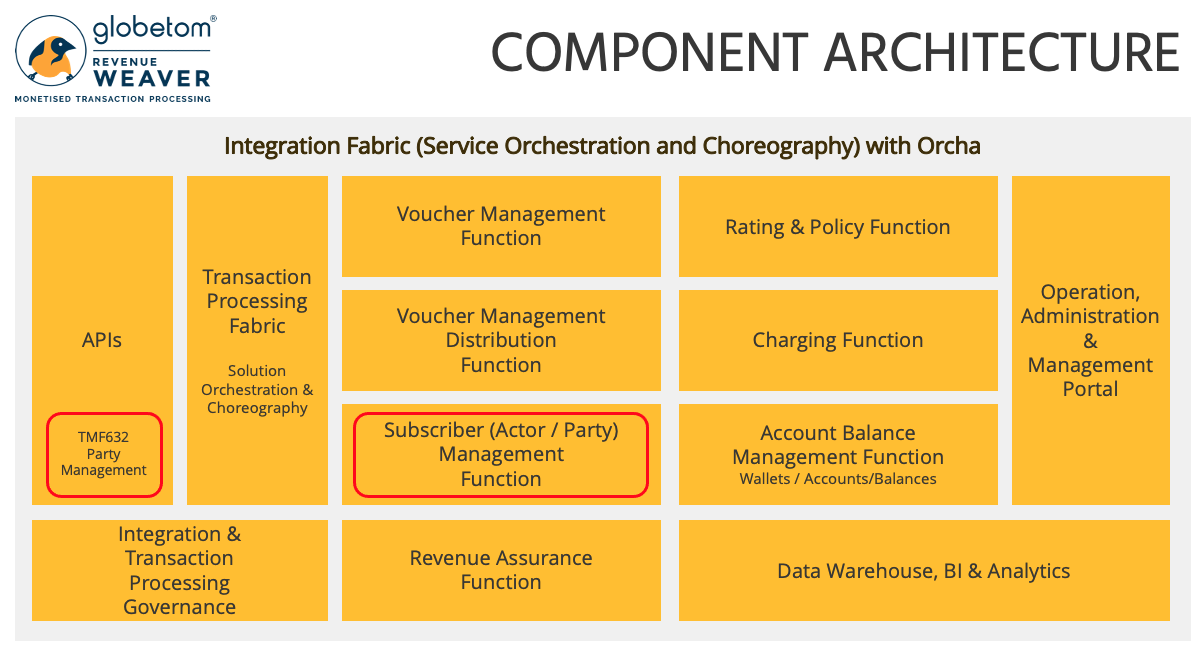 globetom®
REVENUE
WEAVER
MONETISED TRANSACTION PROCESSING
COMPONENT ARCHITECTURE
Integration Fabric (Service Orchestration and Choreography) with Orcha
APIs
TMF632
Party
Management
Transaction
Processing
Fabric
Solution
Orchestration &
Choreography
Voucher Management
Function
Voucher Management
Distribution
Function
Subscriber (Actor / Party)
Management
Function
Rating & Policy Function
Charging Function
Account Balance
Management Function
Wallets / Accounts/Balances
Operation,
Administration
&
Management
Portal
Integration &
Transaction
Processing
Governance
Revenue Assurance
Function
Data Warehouse, BI & Analytics